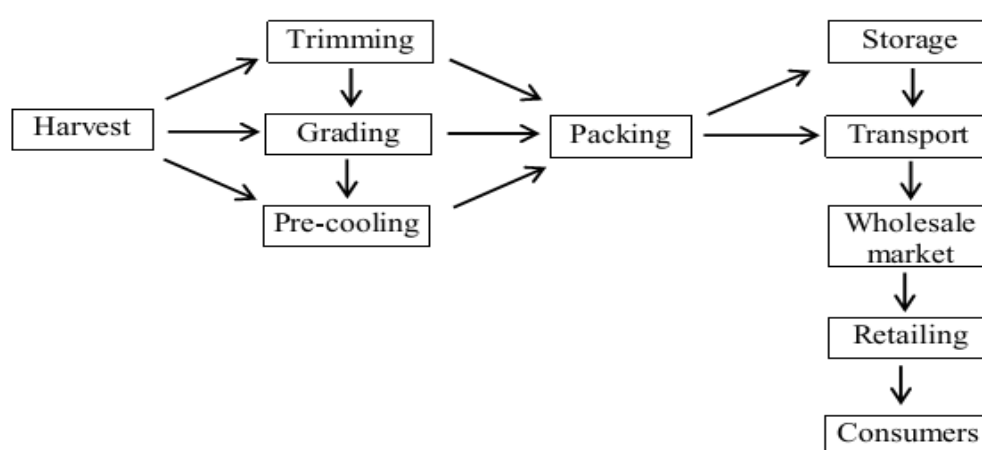 Trimming
Storage
Harvest
Grading
Packing
Transport
Pre-cooling
Wholesale
market
Retailing
Consumers